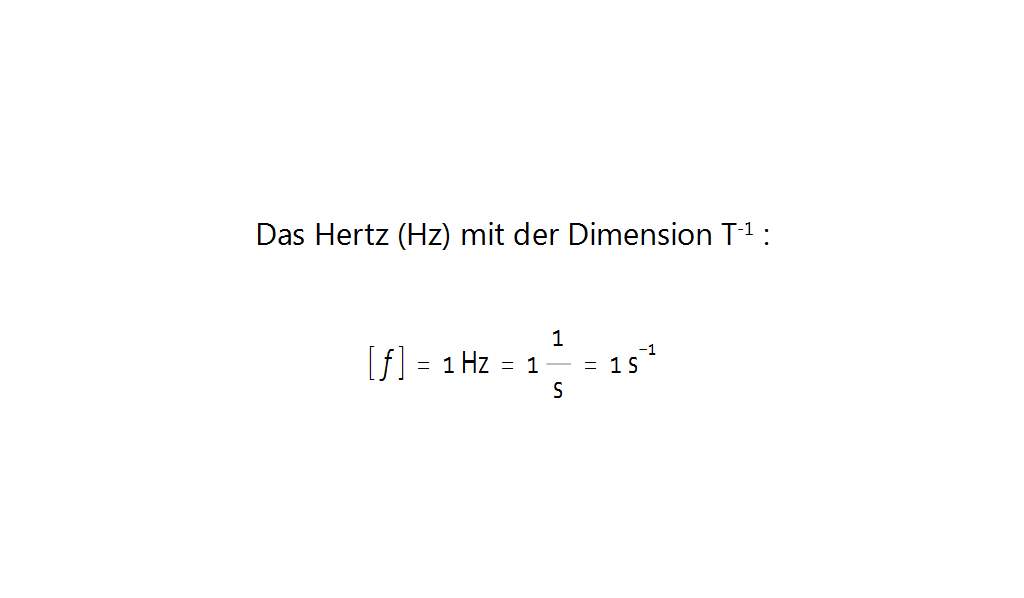 Das Hertz (Hz) mit der Dimension T⁻¹ :
[f] = 1 Hz = 1 1/s = 1 s⁻¹